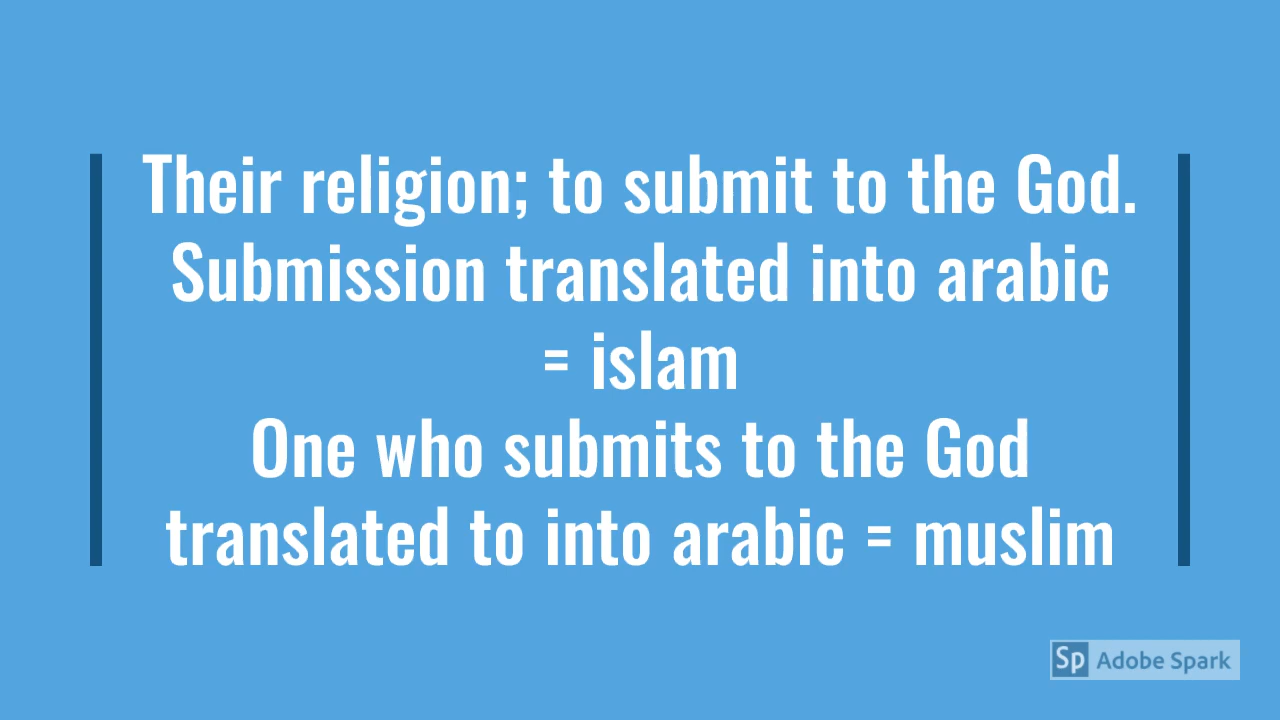 Their religion; to submit to the God.
Submission translated into arabic
= islam
One who submits to the God
translated to into arabic = muslim
Sp Adobe Spark